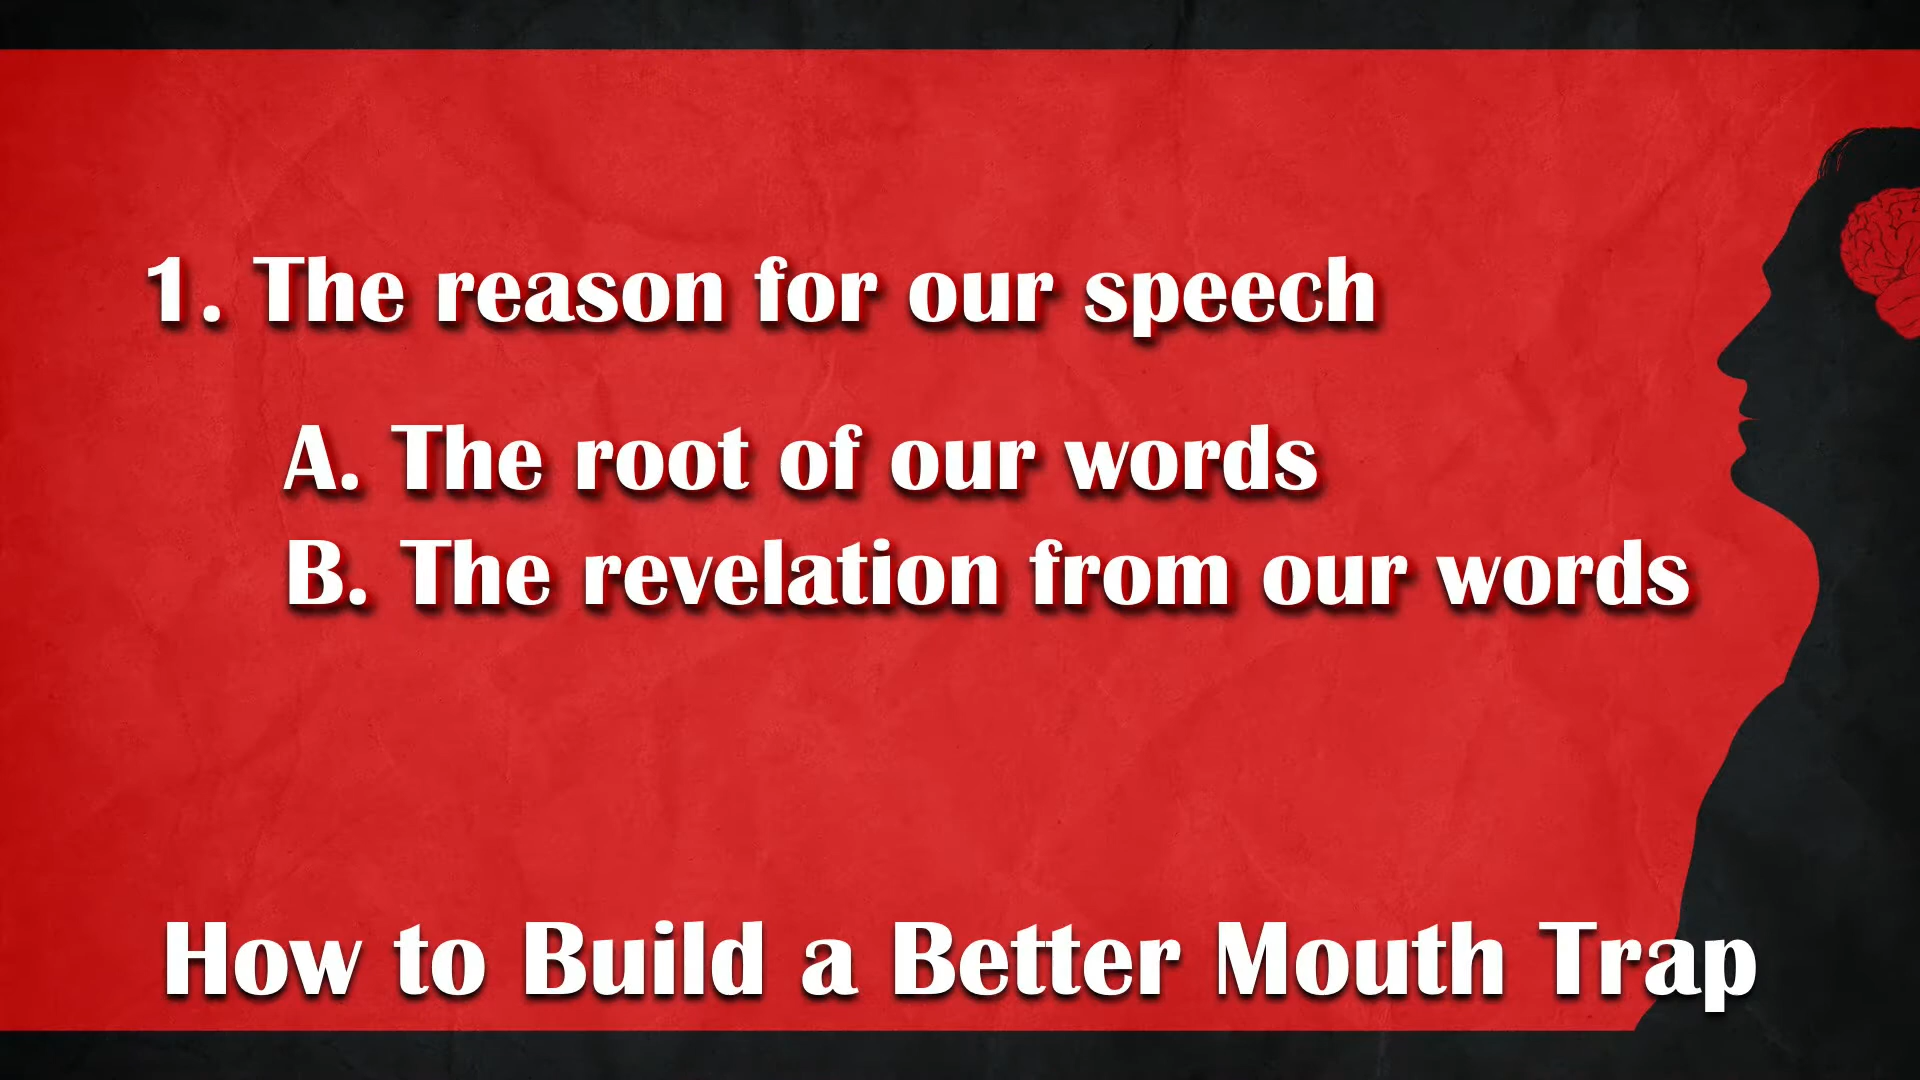 1. The reason for our speech
A. The root of our words
B. The revelation from our words
How to Build a Better Mouth Trap